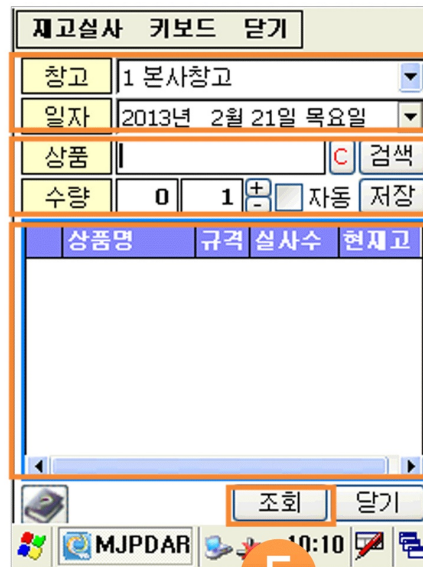 재고실사 키보드 닫기
창고 1 본사창고
일자 2013년 2월 21일 목요일
상품 C 검색
수량 0 1 + - 자동 저장
상품명 규격 실사수 현재고
조회 닫기
MJPDAR 10:10
5